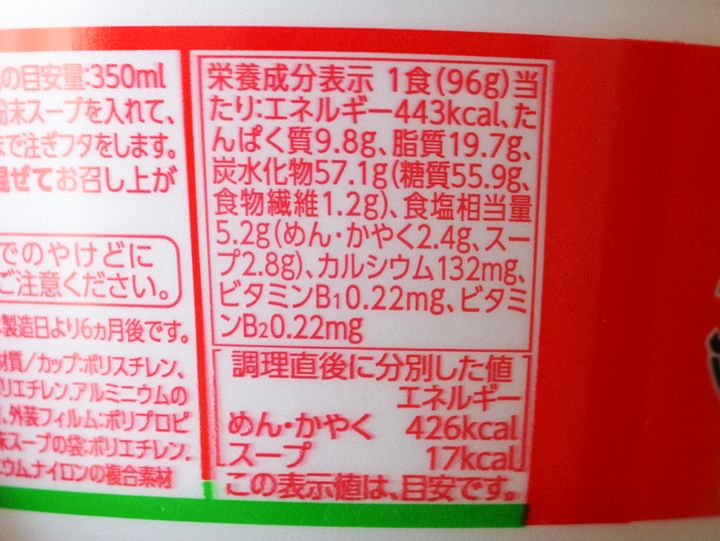 の目安量:350ml
粉末スープを入れて、
まで注ぎフタをします。
混ぜてお召し上が
でのやけどに
ご注意ください。
製造日より6ヵ月後です。
材質/カップ:ポリスチレン、
リエチレン.アルミニウムの
、外装フィルム:ポリプロピ
末スープの袋:ポリエチレン.
ニウム.ナイロンの複合素材
栄養成分表示 1食(96g)当
たり:エネルギー443kcal、た
んぱく質9.8g、脂質19.7g、
炭水化物57.1g(糖質55.9g、
食物繊維1.2g)、食塩相当量
5.2g(めん・かやく2.4g、スー
プ2.8g)、カルシウム132mg、
ビタミンB₁0.22mg、ビタミ
ンB₂0.22mg
調理直後に分別した値
エネルギー
めん・かやく 426kcal
スープ 17kcal
この表示値は、目安です。